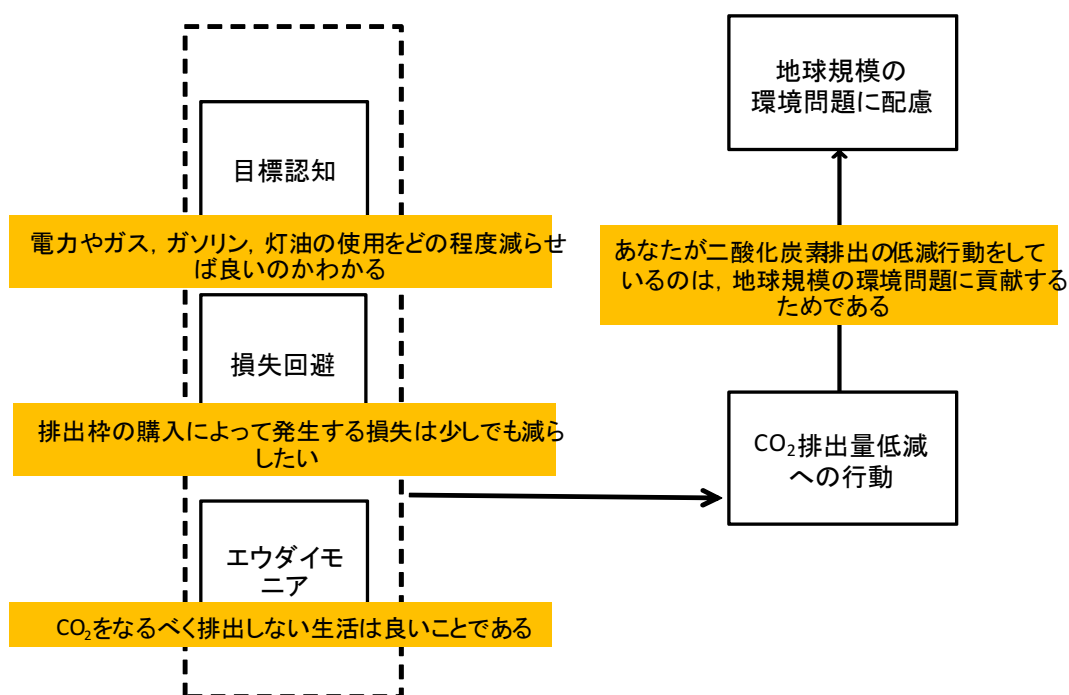 目標認知
電力やガス，ガソリン，灯油の使用をどの程度減らせ
ば良いのかわかる
損失回避
排出枠の購入によって発生する損失は少しでも減ら
したい
エウダイモ
ニア
CO₂をなるべく排出しない生活は良いことである
地球規模の
環境問題に配慮
あなたが二酸化炭素排出の低減行動をして
いるのは，地球規模の環境問題に貢献する
ためである
CO₂排出量低減
への行動